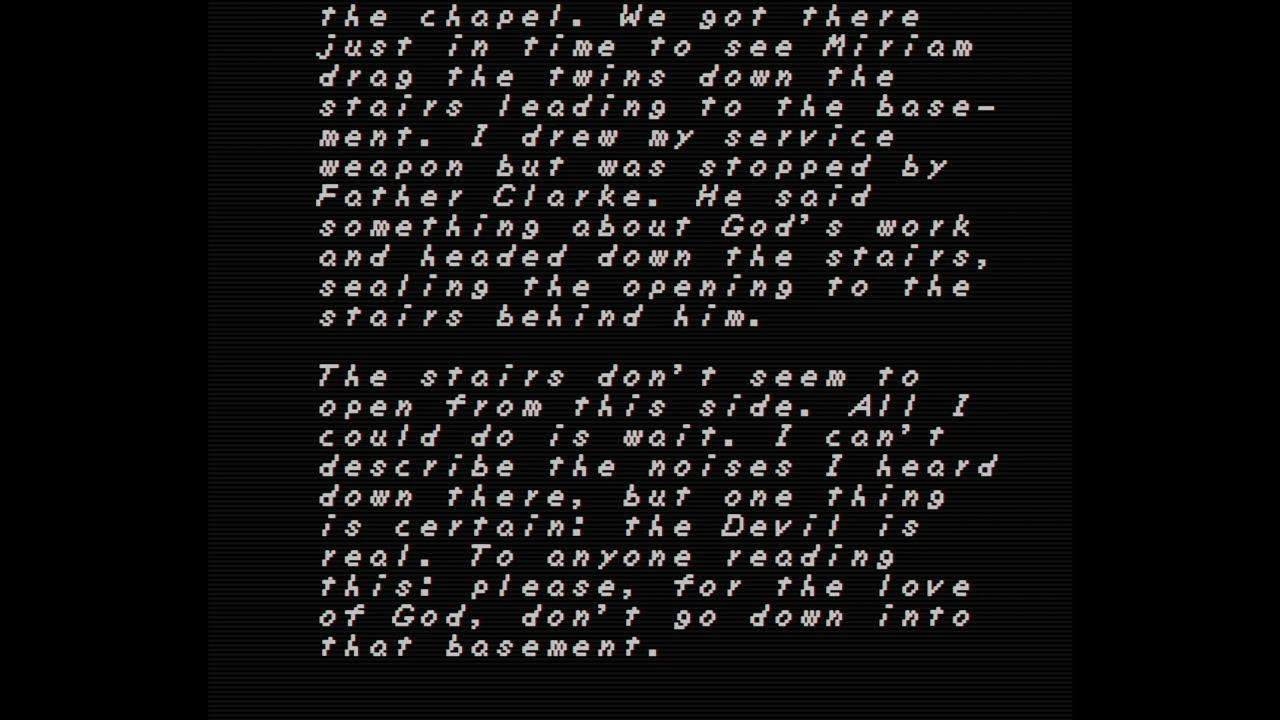 the chapel. We got there
just in time to see Miriam
drag the twins down the
stairs leading to the base-
ment. I drew my service
weapon but was stopped by
Father Clarke. He said
something about God's work
and headed down the stairs,
sealing the opening to the
stairs behind him.
The stairs don't seem to
open from this side. All I
could do is wait. I can't
describe the noises I heard
down there, but one thing
is certain: the Devil is
real. To anyone reading
this: please, for the love
of God, don't go down into
that basement.